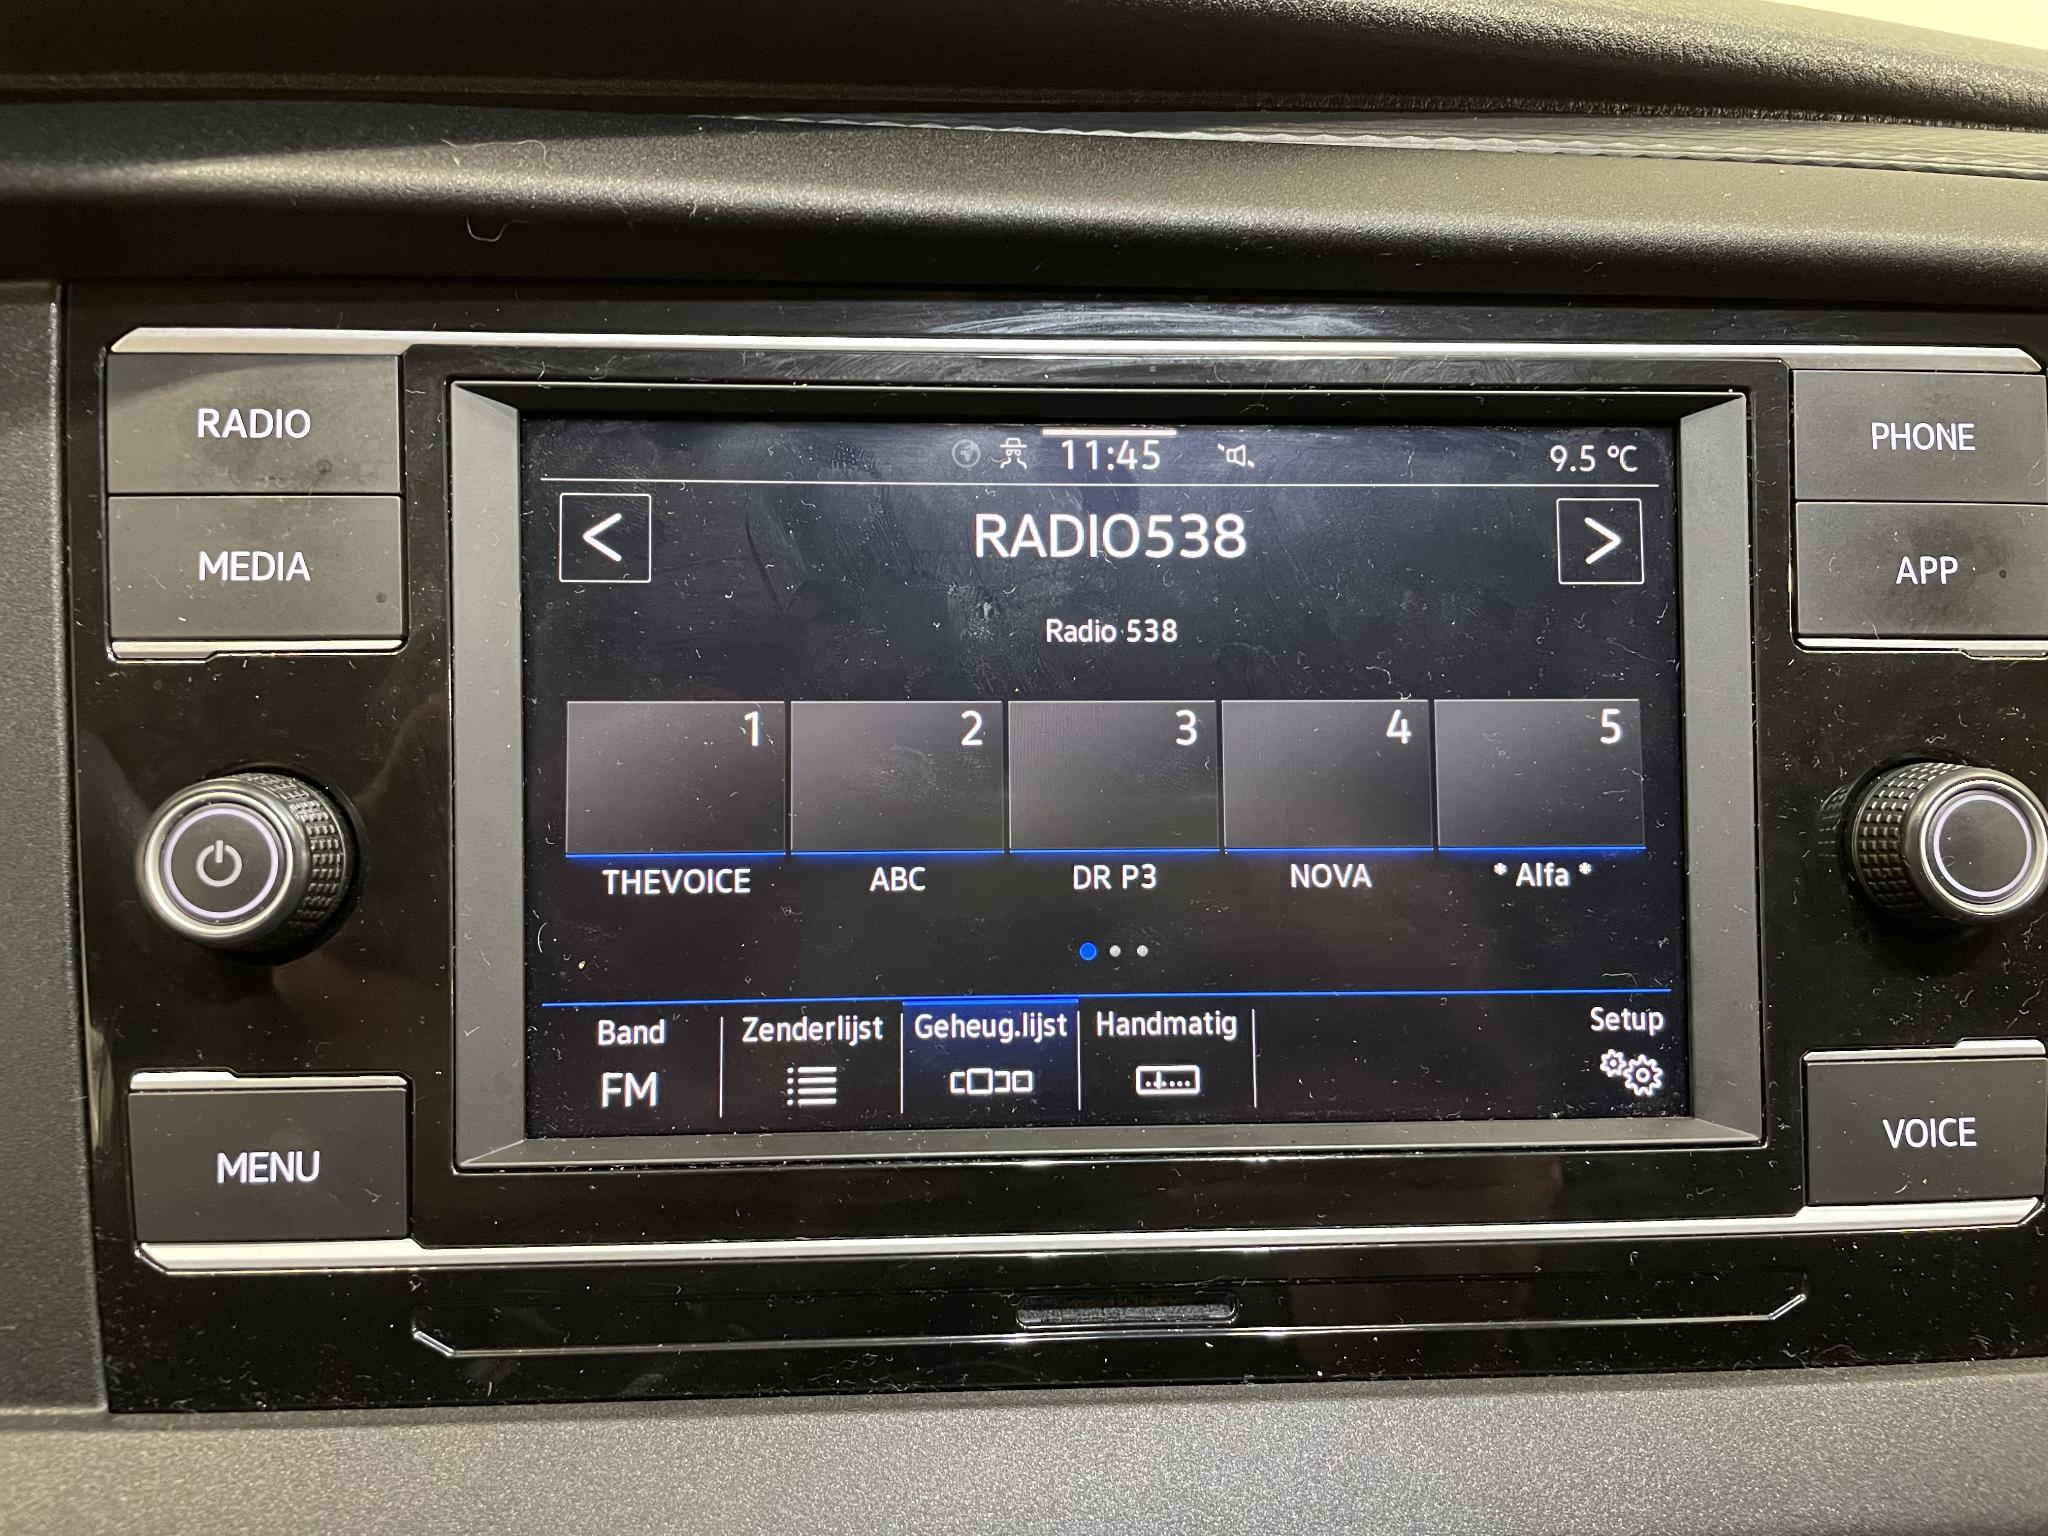 RADIO
MEDIA
MENU
11:45
9.5 °C
<
RADIO538
>
Radio 538
1
2
3
4
5
THEVOICE
ABC
DR P3
NOVA
* Alfa *
Band
FM
Zenderlijst
Geheug.lijst
Handmatig
Setup
PHONE
APP
VOICE